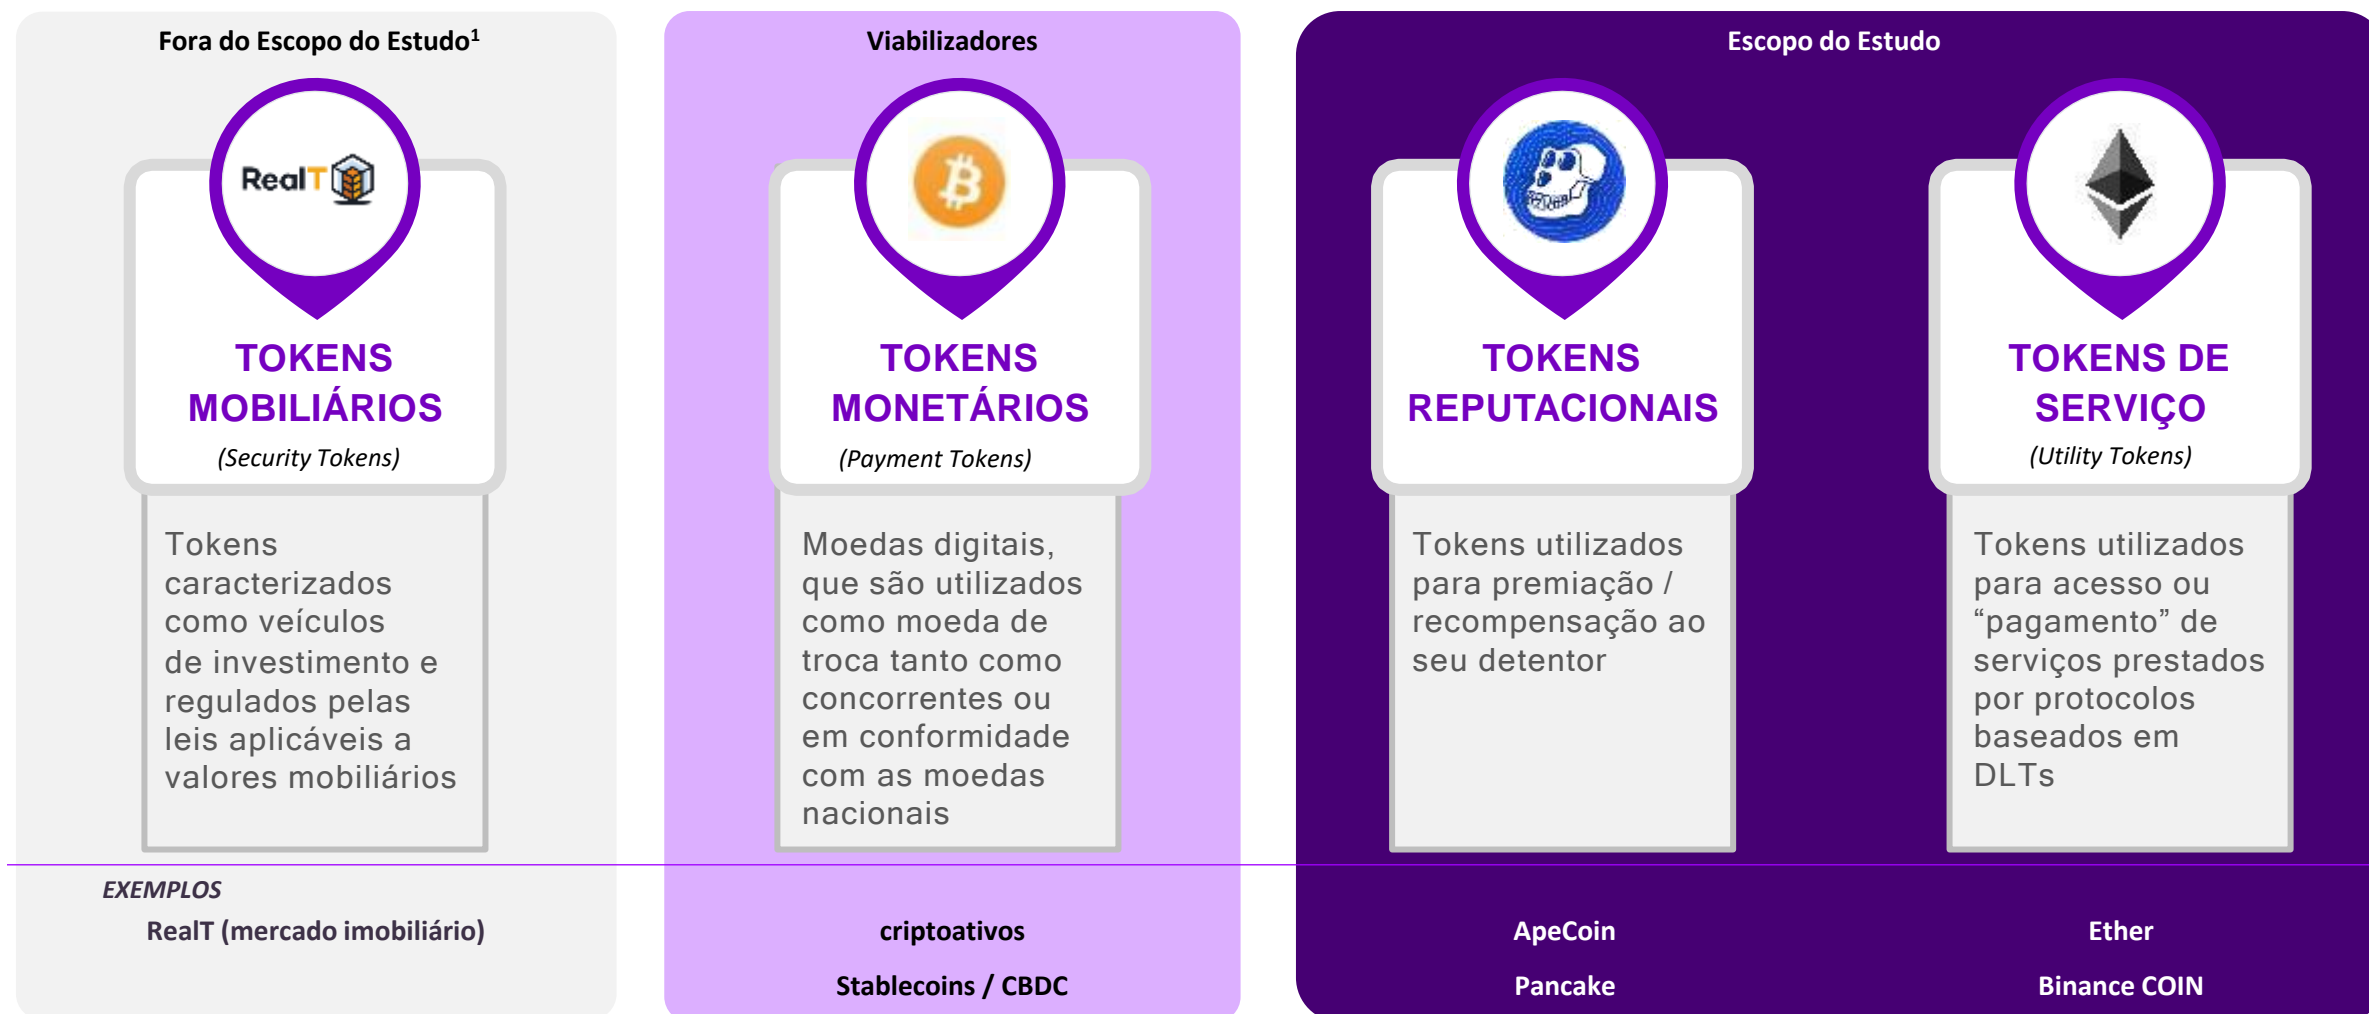 Fora do Escopo do Estudo¹
RealT
TOKENS
MOBILIÁRIOS
(Security Tokens)
Tokens
caracterizados
como veículos
de investimento e
regulados pelas
leis aplicáveis a
valores mobiliários
Viabilizadores
TOKENS
MONETÁRIOS
(Payment Tokens)
Moedas digitais,
que são utilizados
como moeda de
troca tanto como
concorrentes ou
em conformidade
com as moedas
nacionais
Escopo do Estudo
TOKENS
REPUTACIONAIS
Tokens utilizados
para premiação /
recompensação ao
seu detentor
TOKENS DE
SERVIÇO
(Utility Tokens)
Tokens utilizados
para acesso ou
“pagamento” de
serviços prestados
por protocolos
baseados em
DLTs
EXEMPLOS
RealT (mercado imobiliário)
criptoativos
Stablecoins / CBDC
ApeCoin
Pancake
Ether
Binance COIN